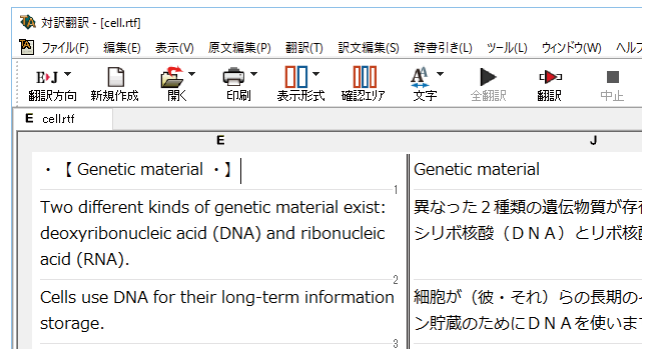 対訳翻訳 - [cell.rtf]
ファイル(F) 編集(E) 表示(V) 原文編集(P) 翻訳(T) 訳文編集(S) 辞書引き(L) ツール(L) ウィンドウ(W) ヘル
E▸J
翻訳方向 新規作成 開く 印刷 表示形式 確認エリア 文字 全翻訳 翻訳 中止
E cell.rtf
E J
・【 Genetic material ・】 Genetic material
1
Two different kinds of genetic material exist: 異なった2種類の遺伝物質が存
deoxyribonucleic acid (DNA) and ribonucleic シリボ核酸(DNA)とリボ核
acid (RNA).
2
Cells use DNA for their long-term information 細胞が(彼・それ)らの長期の
storage. ン貯蔵のためにDNAを使いま
3